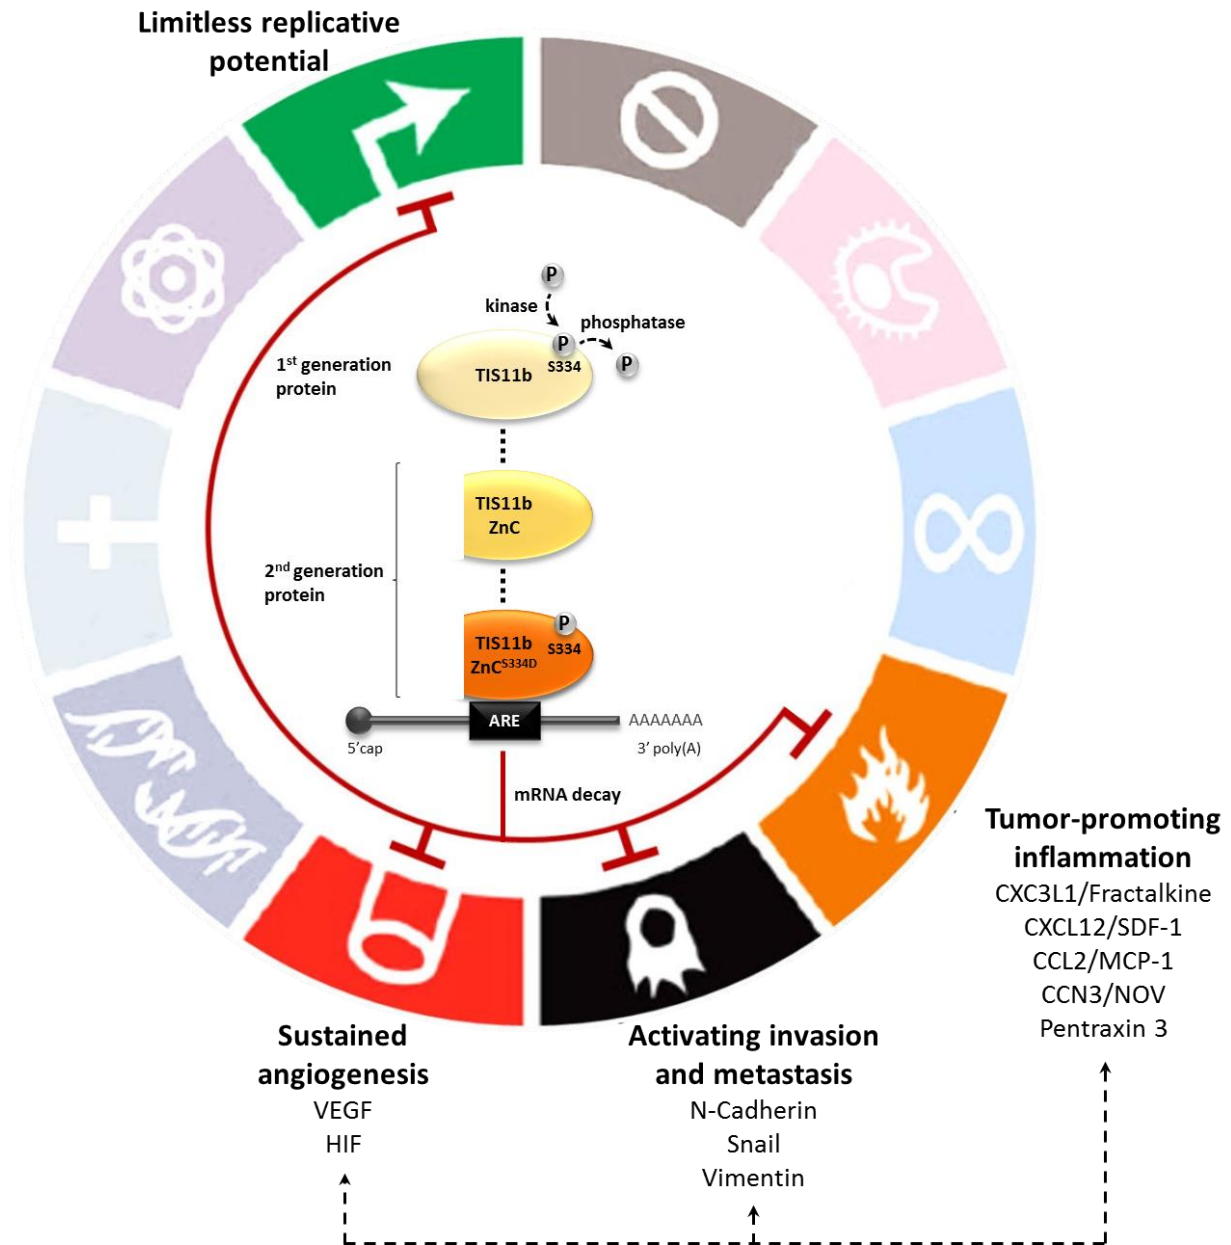 Limitless replicative
potential
P
kinase
phosphatase
P
P
S334
1st generation
protein
TIS11b
TIS11b
ZnC
2nd generation
protein
P
TIS11b
S334
ZnCS334D
ARE
AAAAAAA
5’cap
3’ poly(A)
mRNA decay
Tumor-promoting
inflammation
CXC3L1/Fractalkine
CXCL12/SDF-1
CCL2/MCP-1
CCN3/NOV
Pentraxin 3
Sustained
angiogenesis
VEGF
HIF
Activating invasion
and metastasis
N-Cadherin
Snail
Vimentin